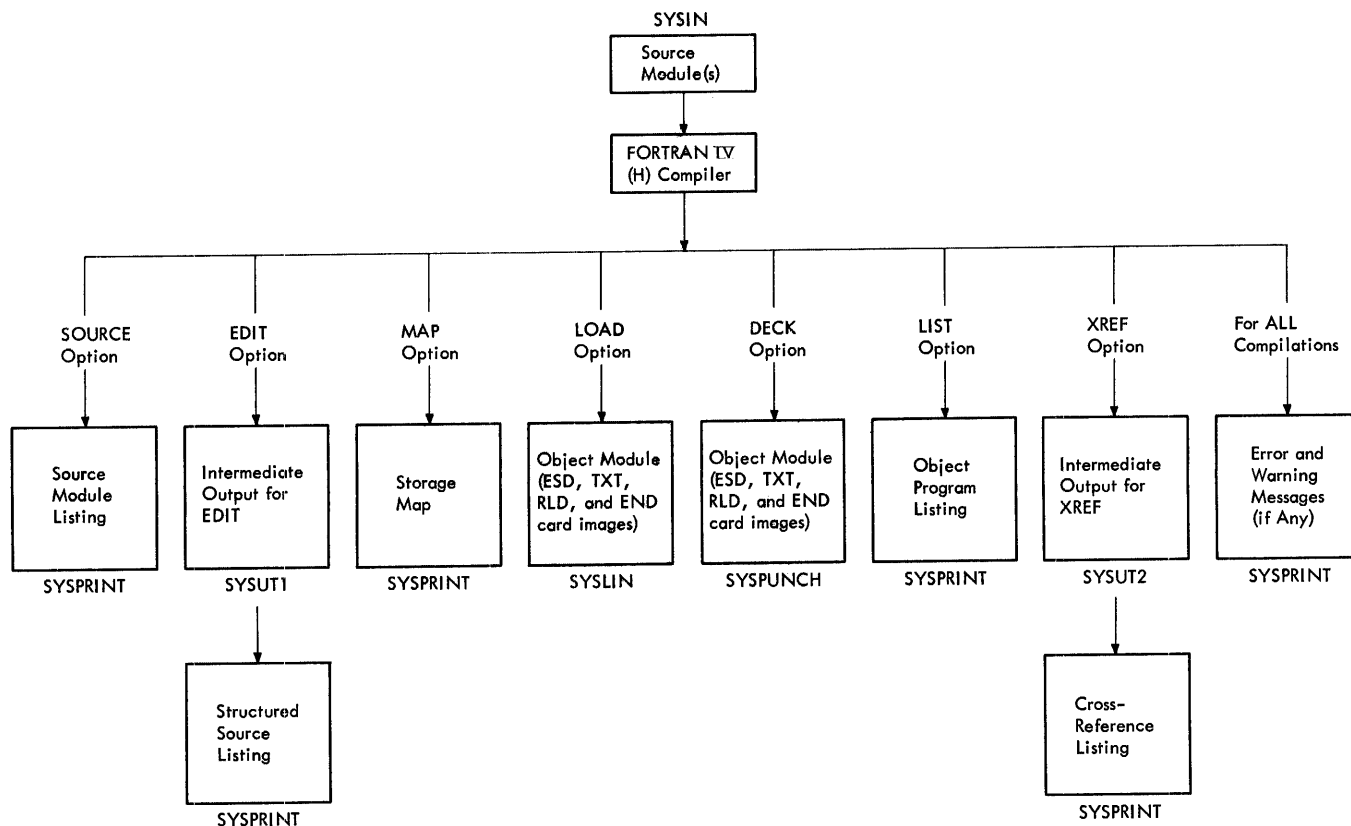 SYSIN
Source
Module(s)
FORTRAN IV
(H) Compiler
SOURCE
Option
EDIT
Option
MAP
Option
LOAD
Option
DECK
Option
LIST
Option
XREF
Option
For ALL
Compilations
Source
Module
Listing
SYSPRINT
Intermediate
Output for
EDIT
SYSUT1
Storage
Map
SYSPRINT
Object Module
(ESD, TXT,
RLD, and END
card images)
SYSLIN
Object Module
(ESD, TXT,
RLD, and END
card images)
SYSPUNCH
Object
Program
Listing
SYSPRINT
Intermediate
Output for
XREF
SYSUT2
Error and
Warning
Messages
(if Any)
SYSPRINT
Structured
Source
Listing
SYSPRINT
Cross-
Reference
Listing
SYSPRINT